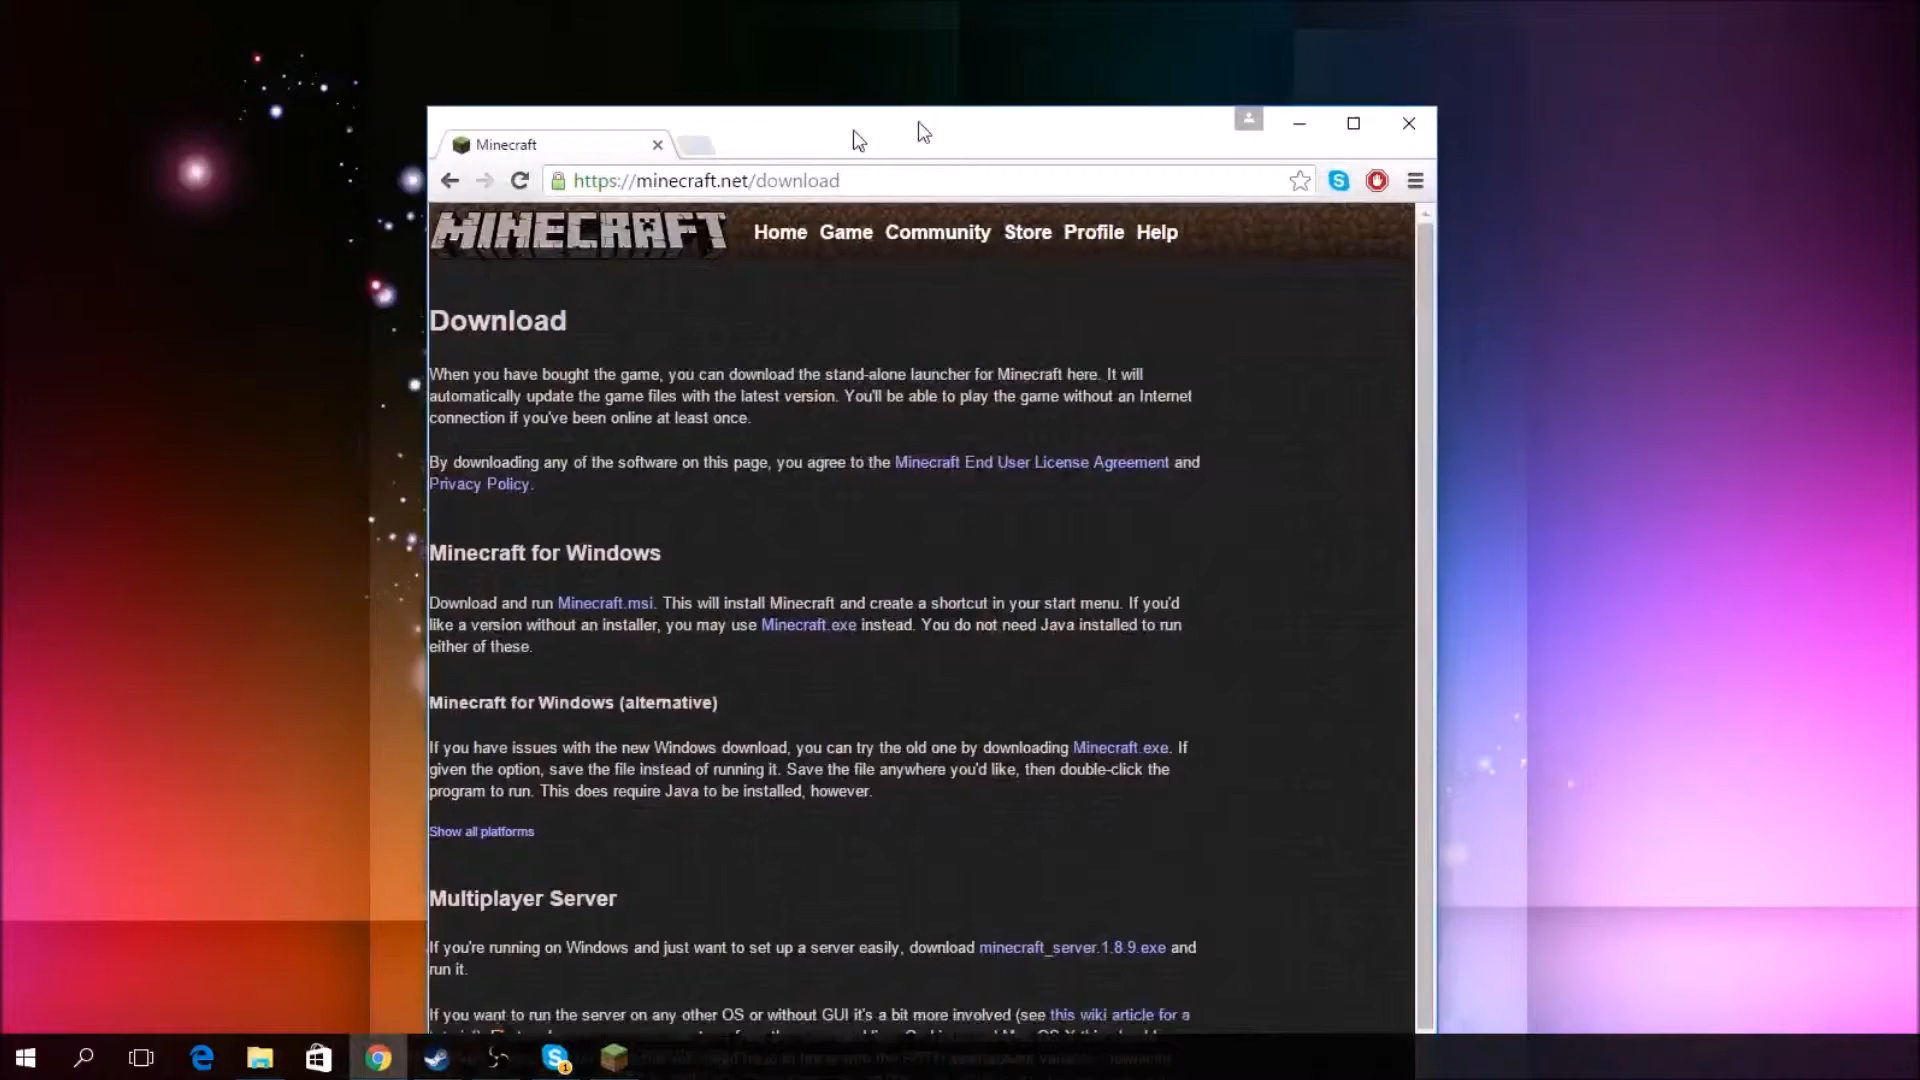 Minecraft
https://minecraft.net/download
MINECRAFT
Home Game Community Store Profile Help
Download
When you have bought the game, you can download the stand-alone launcher for Minecraft here. It will
automatically update the game files with the latest version. You'll be able to play the game without an Internet
connection if you've been online at least once.
By downloading any of the software on this page, you agree to the Minecraft End User License Agreement and
Privacy Policy.
Minecraft for Windows
Download and run Minecraft.msi. This will install Minecraft and create a shortcut in your start menu. If you'd
like a version without an installer, you may use Minecraft.exe instead. You do not need Java installed to run
either of these.
Minecraft for Windows (alternative)
If you have issues with the new Windows download, you can try the old one by downloading Minecraft.exe. If
given the option, save the file instead of running it. Save the file anywhere you'd like, then double-click the
program to run. This does require Java to be installed, however.
Show all platforms
Multiplayer Server
If you're running on Windows and just want to set up a server easily, download minecraft_server.1.8.9.exe and
run it.
If you want to run the server on any other OS or without GUI it's a bit more involved (see this wiki article for a
1